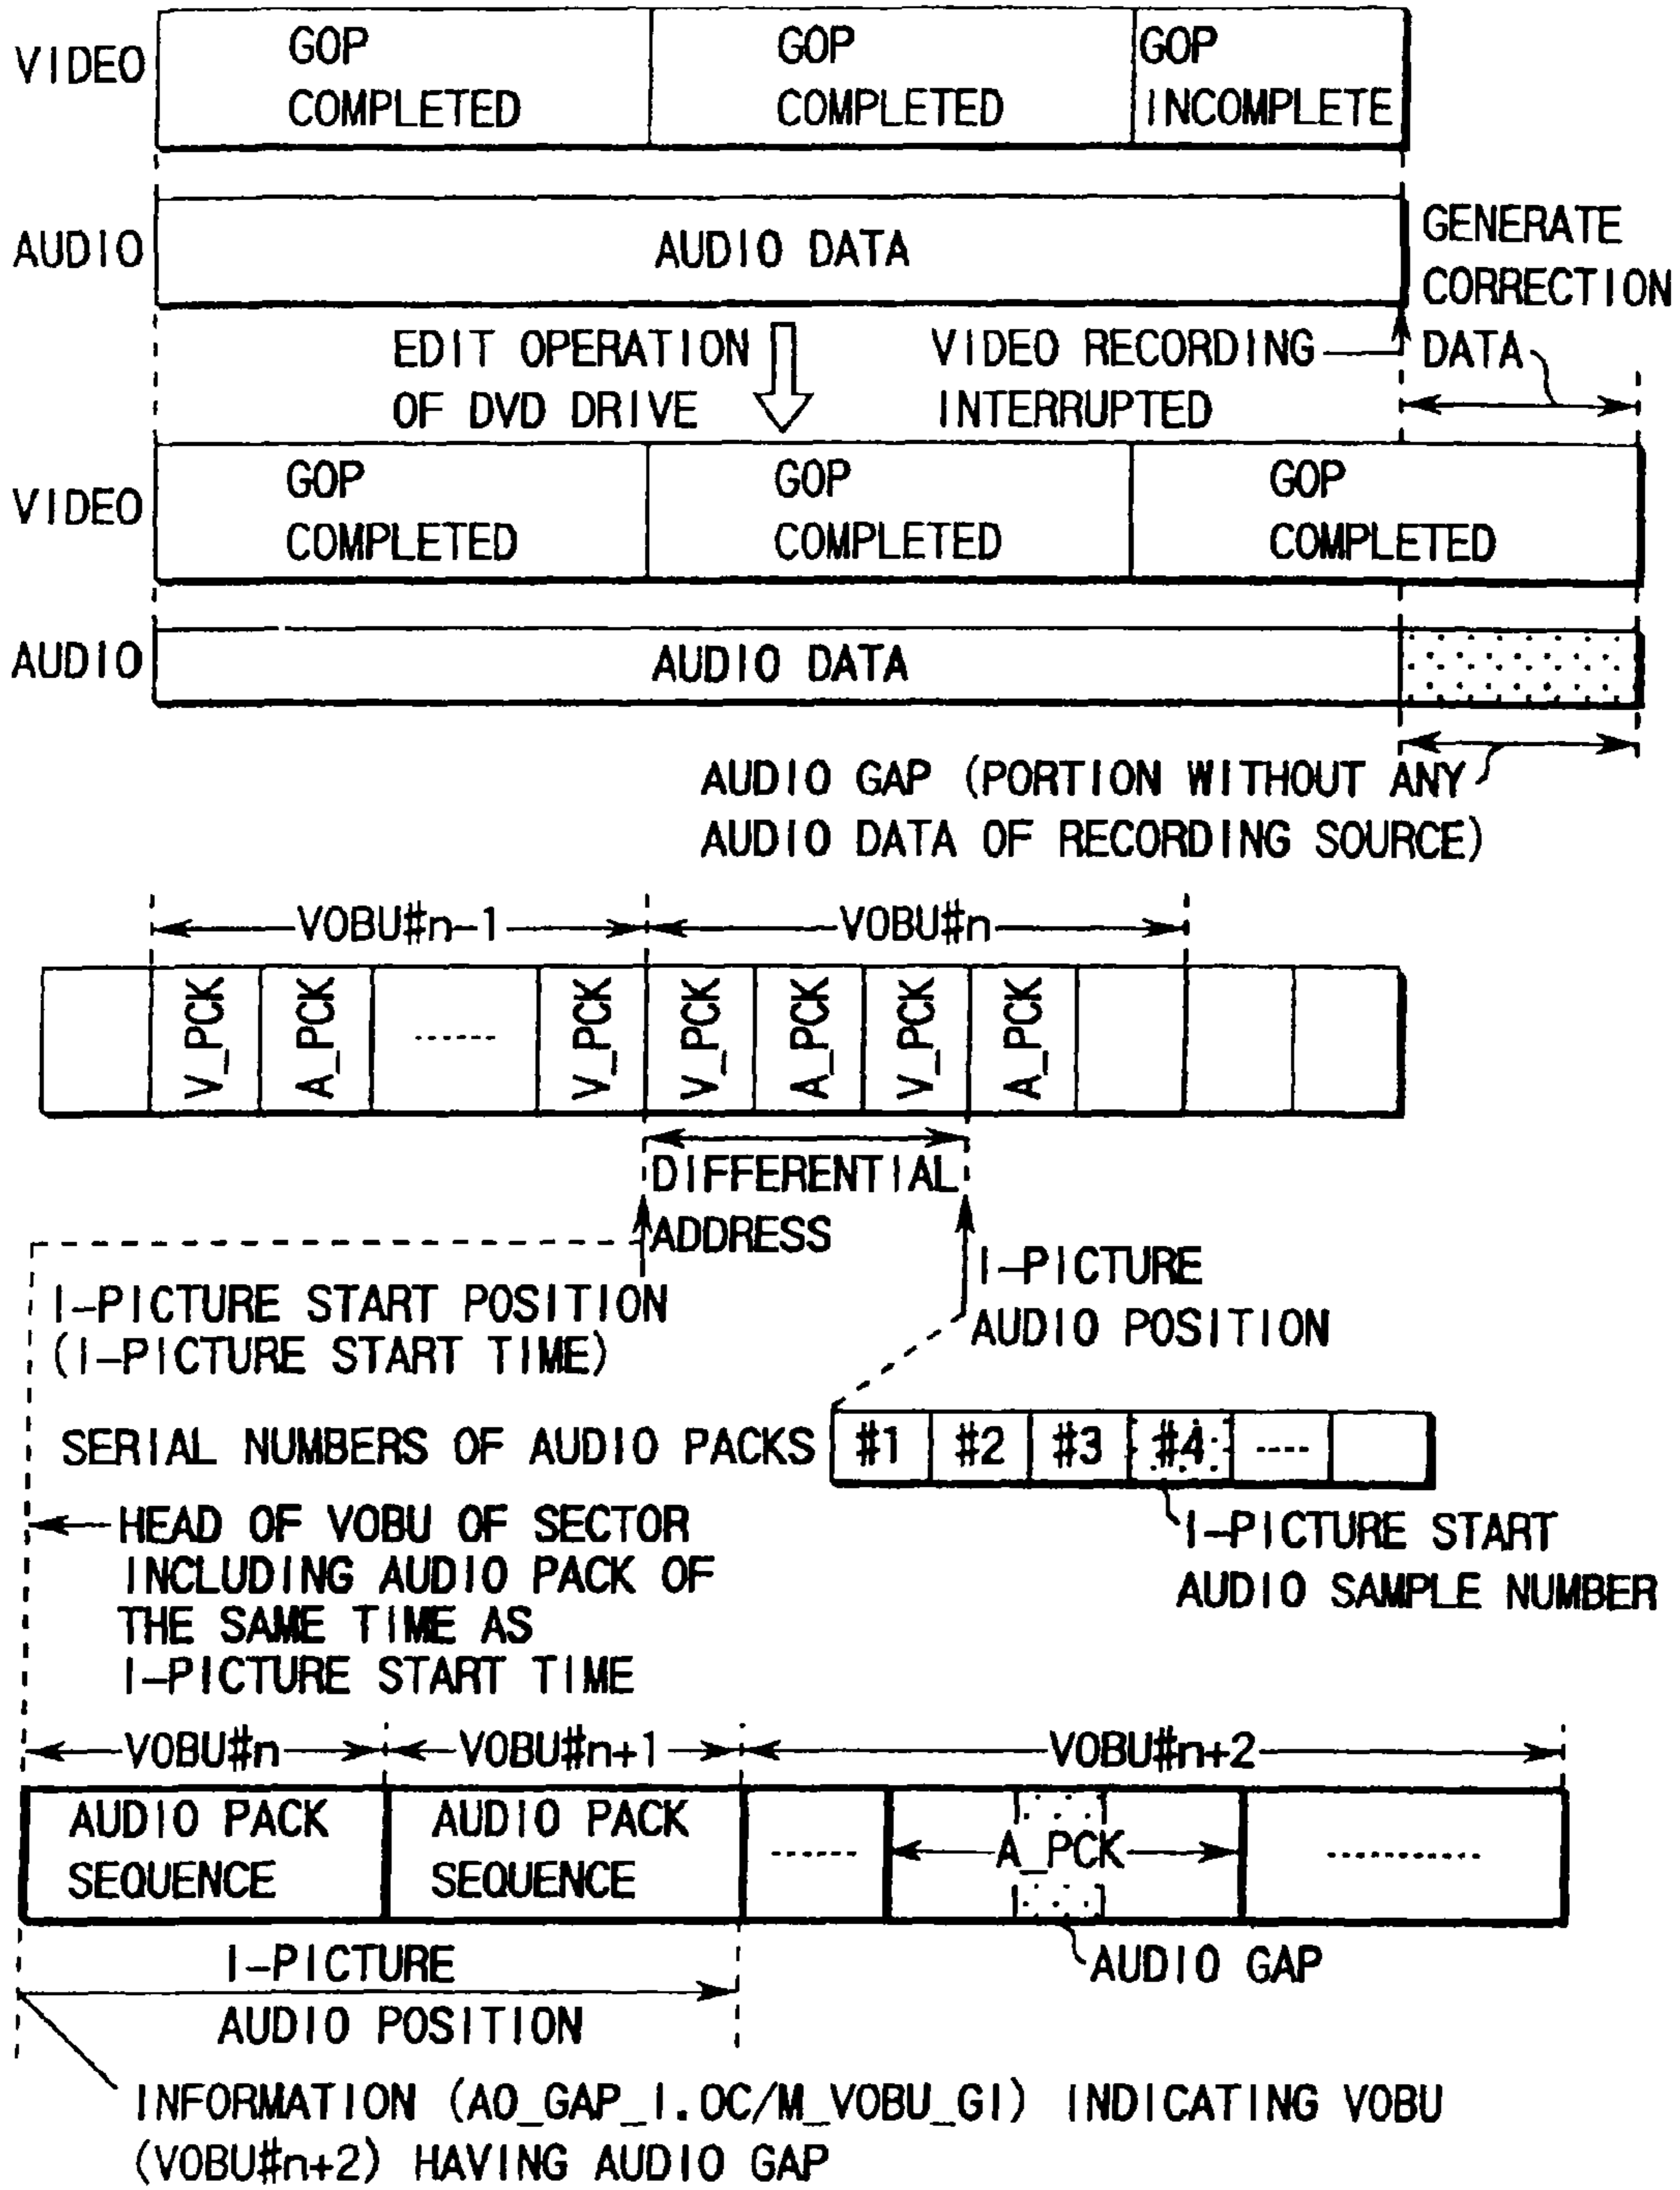 VIDEO
GOP
COMPLETED
GOP
COMPLETED
GOP
INCOMPLETE
AUDIO
AUDIO DATA
GENERATE
CORRECTION
DATA
EDIT OPERATION
OF DVD DRIVE
VIDEO RECORDING
INTERRUPTED
VIDEO
GOP
COMPLETED
GOP
COMPLETED
GOP
COMPLETED
AUDIO
AUDIO DATA
AUDIO GAP (PORTION WITHOUT ANY
AUDIO DATA OF RECORDING SOURCE)
VOBU#n-1
VOBU#n
V_PCK
A_PCK
V_PCK
V_PCK
A_PCK
V_PCK
A_PCK
DIFFERENTIAL
ADDRESS
I-PICTURE START POSITION
(I-PICTURE START TIME)
I-PICTURE
AUDIO POSITION
SERIAL NUMBERS OF AUDIO PACKS
#1
#2
#3
#4
I-PICTURE START
AUDIO SAMPLE NUMBER
HEAD OF VOBU OF SECTOR
INCLUDING AUDIO PACK OF
THE SAME TIME AS
I-PICTURE START TIME
VOBU#n
VOBU#n+1
VOBU#n+2
AUDIO PACK
SEQUENCE
AUDIO PACK
SEQUENCE
A_PCK
AUDIO GAP
I-PICTURE
AUDIO POSITION
INFORMATION (A0_GAP_I.OC/M_VOBU_GI) INDICATING VOBU
(VOBU#n+2) HAVING AUDIO GAP